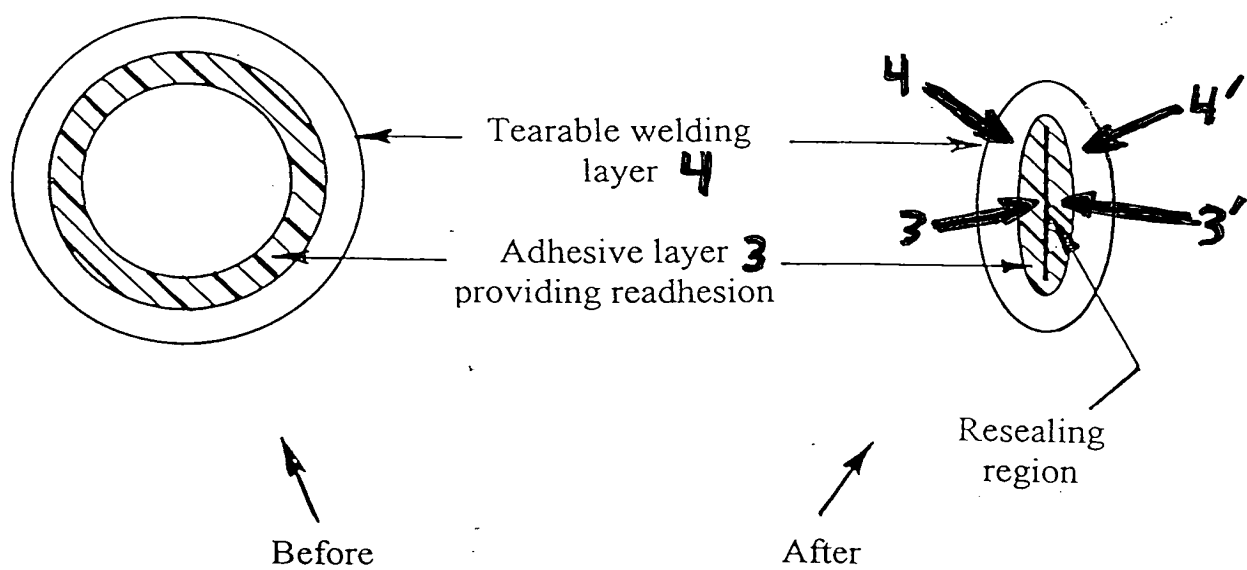 4
4'
Tearable welding
layer 4
3
3'
Adhesive layer 3
providing readhesion
Resealing
region
Before
After